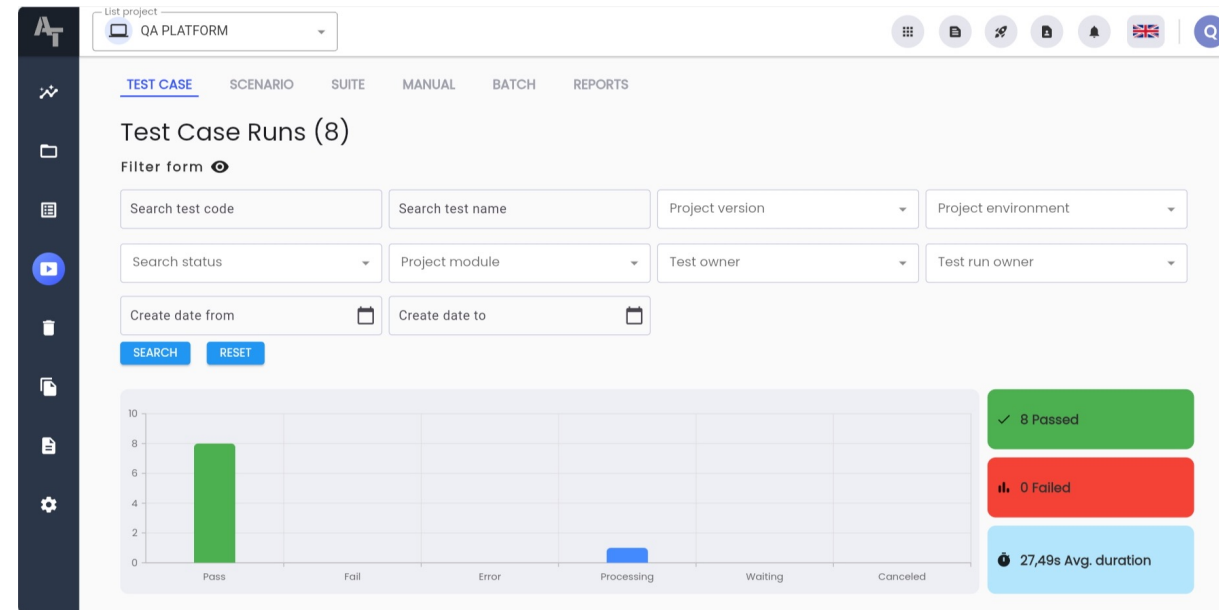 AT
List project
QA PLATFORM
Q
TEST CASE SCENARIO SUITE MANUAL BATCH REPORTS
Test Case Runs (8)
Filter form
Search test code Search test name Project version Project environment
Search status Project module Test owner Test run owner
Create date from Create date to
SEARCH RESET
10
8
6
4
2
0
Pass Fail Error Processing Waiting Canceled
8 Passed
0 Failed
27,49s Avg. duration